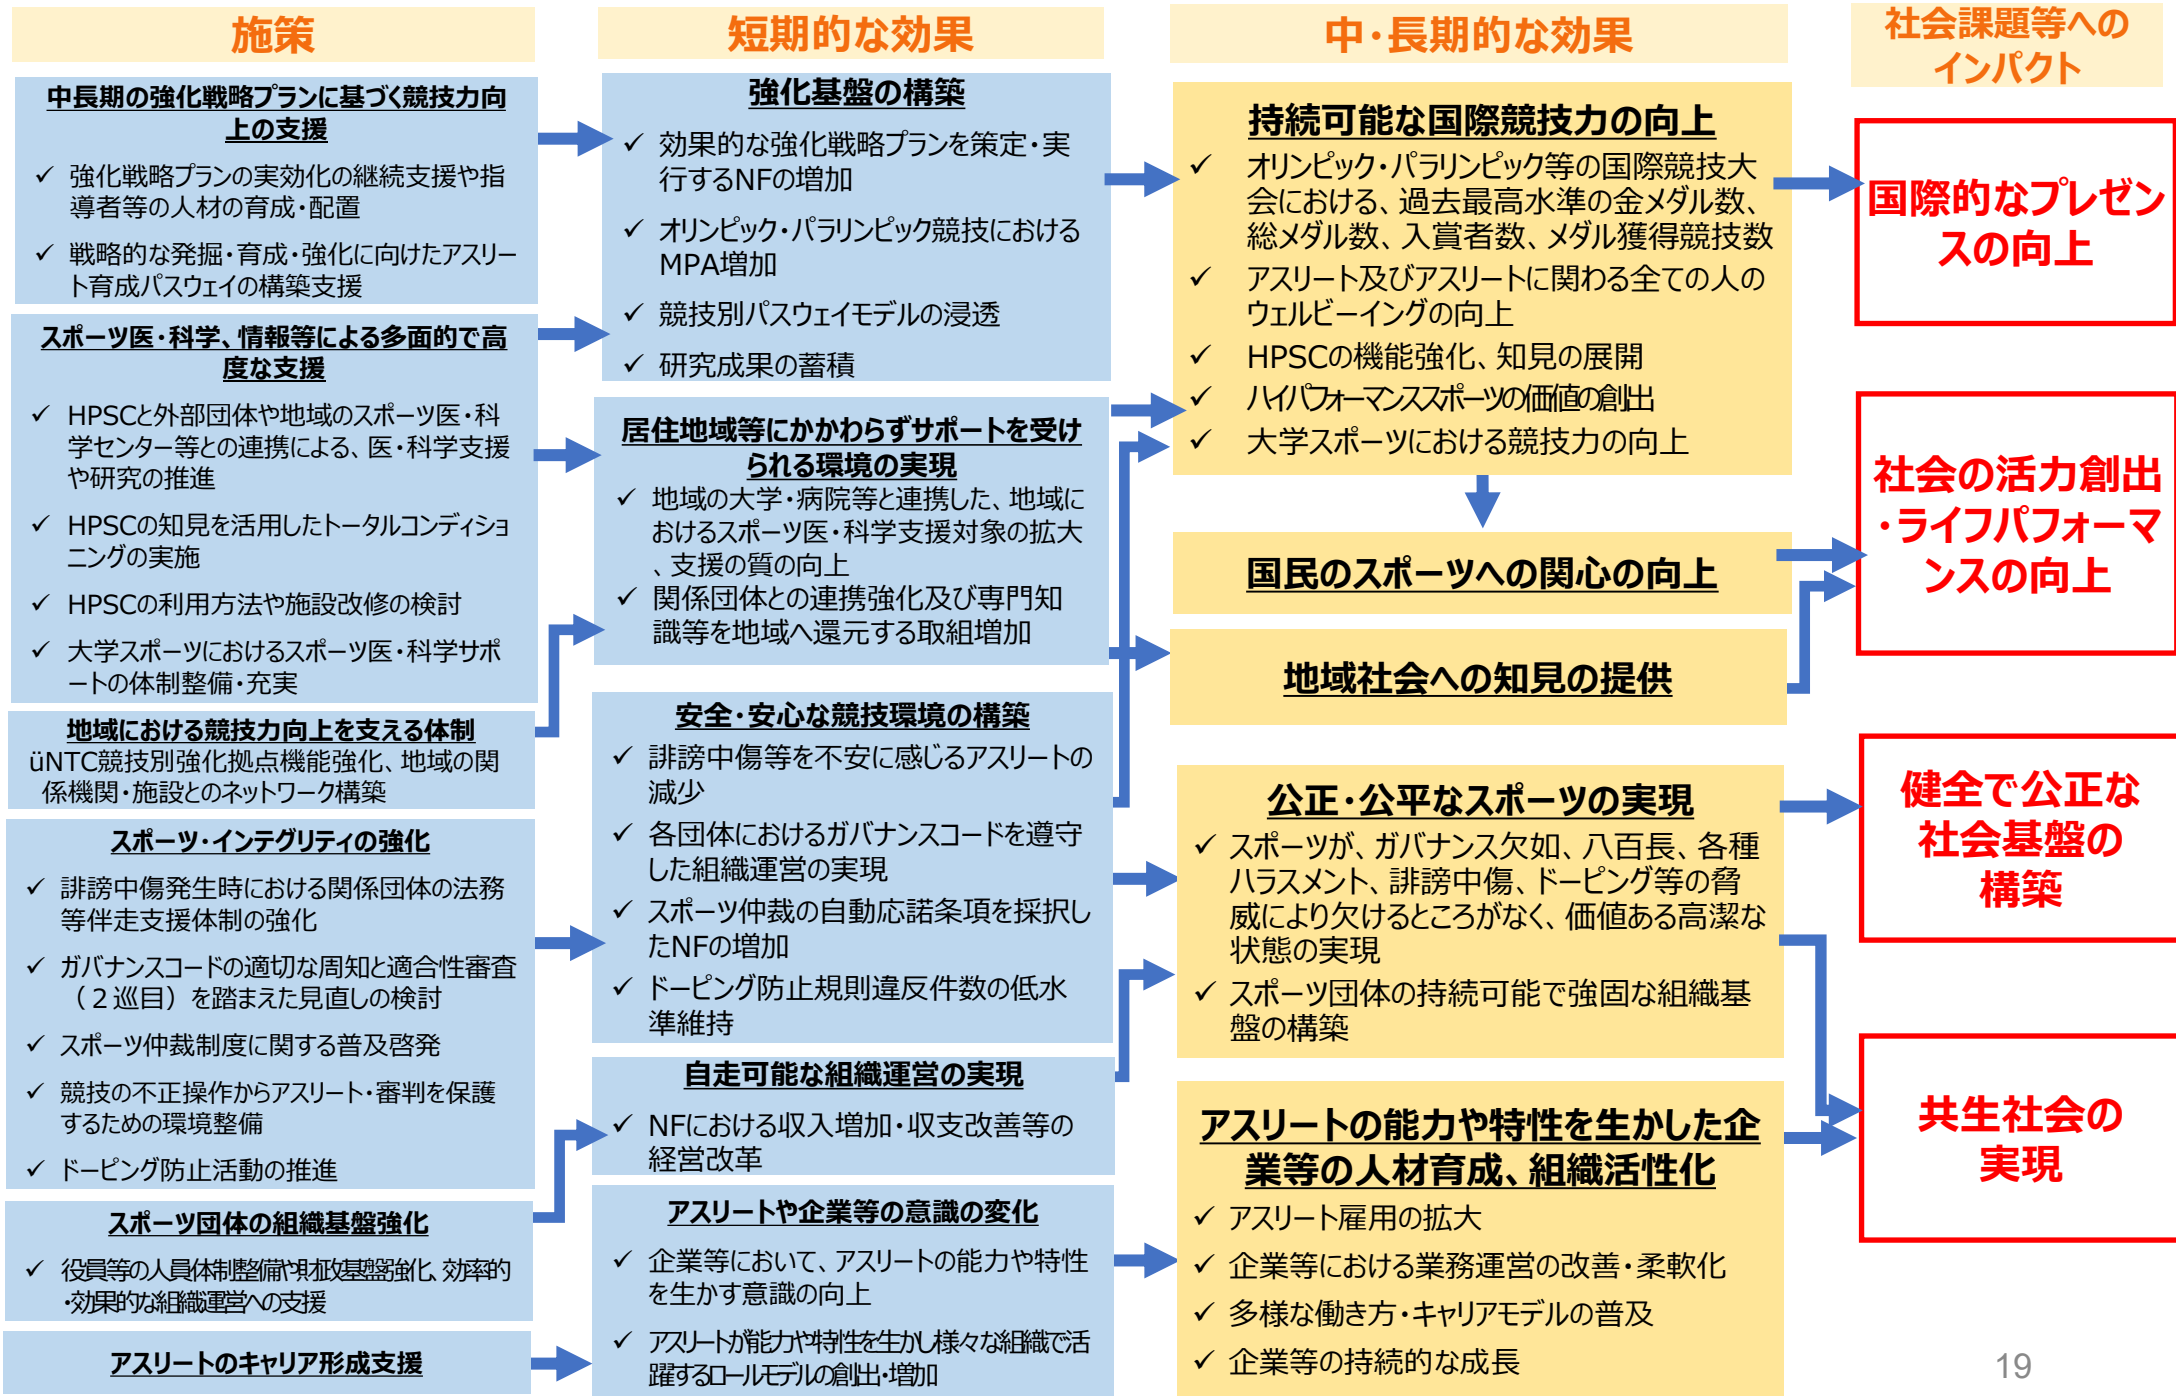 施策
中長期の強化戦略プランに基づく競技力向
上の支援
✓ 強化戦略プランの実効化の継続支援や指
導者等の人材の育成・配置
✓ 戦略的な発掘・育成・強化に向けたアスリー
ト育成パスウェイの構築支援
スポーツ医・科学、情報等による多面的で高
度な支援
✓ HPSCと外部団体や地域のスポーツ医・科
学センター等との連携による、医・科学支援
や研究の推進
✓ HPSCの知見を活用したトータルコンディショ
ニングの実施
✓ HPSCの利用方法や施設改修の検討
✓ 大学スポーツにおけるスポーツ医・科学サポ
ートの体制整備・充実
地域における競技力向上を支える体制
üNTC競技別強化拠点機能強化、地域の関
係機関・施設とのネットワーク構築
スポーツ・インテグリティの強化
✓ 誹謗中傷発生時における関係団体の法務
等伴走支援体制の強化
✓ ガバナンスコードの適切な周知と適合性審査
（２巡目）を踏まえた見直しの検討
✓ スポーツ仲裁制度に関する普及啓発
✓ 競技の不正操作からアスリート・審判を保護
するための環境整備
✓ ドーピング防止活動の推進
スポーツ団体の組織基盤強化
✓ 役員等の人員体制整備や財政基盤強化、効率的
・効果的な組織運営への支援
アスリートのキャリア形成支援
短期的な効果
強化基盤の構築
✓ 効果的な強化戦略プランを策定・実
行するNFの増加
✓ オリンピック・パラリンピック競技における
MPA増加
✓ 競技別パスウェイモデルの浸透
✓ 研究成果の蓄積
居住地域等にかかわらずサポートを受け
られる環境の実現
✓ 地域の大学・病院等と連携した、地域に
おけるスポーツ医・科学支援対象の拡大
、支援の質の向上
✓ 関係団体との連携強化及び専門知
識等を地域へ還元する取組増加
安全・安心な競技環境の構築
✓ 誹謗中傷等を不安に感じるアスリートの
減少
✓ 各団体におけるガバナンスコードを遵守
した組織運営の実現
✓ スポーツ仲裁の自動応諾条項を採択し
たNFの増加
✓ ドーピング防止規則違反件数の低水
準維持
自走可能な組織運営の実現
✓ NFにおける収入増加・収支改善等の
経営改革
アスリートや企業等の意識の変化
✓ 企業等において、アスリートの能力や特性
を生かす意識の向上
✓ アスリートが能力や特性を生かし様々な組織で活
躍するロールモデルの創出・増加
中・長期的な効果
持続可能な国際競技力の向上
✓ オリンピック・パラリンピック等の国際競技大
会における、過去最高水準の金メダル数、
総メダル数、入賞者数、メダル獲得競技数
✓ アスリート及びアスリートに関わる全ての人の
ウェルビーイングの向上
✓ HPSCの機能強化、知見の展開
✓ ハイパフォーマンススポーツの価値の創出
✓ 大学スポーツにおける競技力の向上
国民のスポーツへの関心の向上
地域社会への知見の提供
公正・公平なスポーツの実現
✓ スポーツが、ガバナンス欠如、八百長、各種
ハラスメント、誹謗中傷、ドーピング等の脅
威により欠けるところがなく、価値ある高潔な
状態の実現
✓ スポーツ団体の持続可能で強固な組織基
盤の構築
アスリートの能力や特性を生かした企
業等の人材育成、組織活性化
✓ アスリート雇用の拡大
✓ 企業等における業務運営の改善・柔軟化
✓ 多様な働き方・キャリアモデルの普及
✓ 企業等の持続的な成長
社会課題等への
インパクト
国際的なプレゼン
スの向上
社会の活力創出
・ライフパフォーマ
ンスの向上
健全で公正な
社会基盤の
構築
共生社会の
実現
19